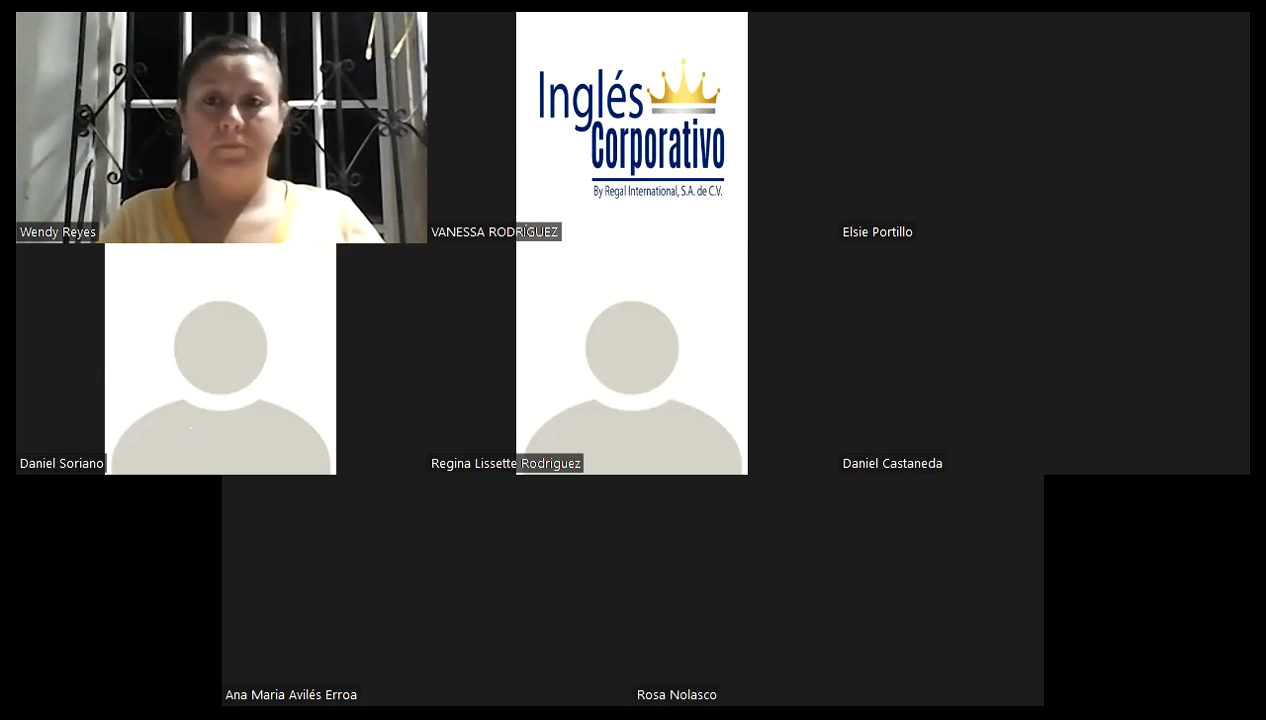 Inglés
Corporativo
By Regal International, S.A. de C.V.
Wendy Reyes
VANESSA RODRÍGUEZ
Elsie Portillo
Daniel Soriano
Regina Lissette Rodriguez
Daniel Castaneda
Ana Maria Avilés Erroa
Rosa Nolasco